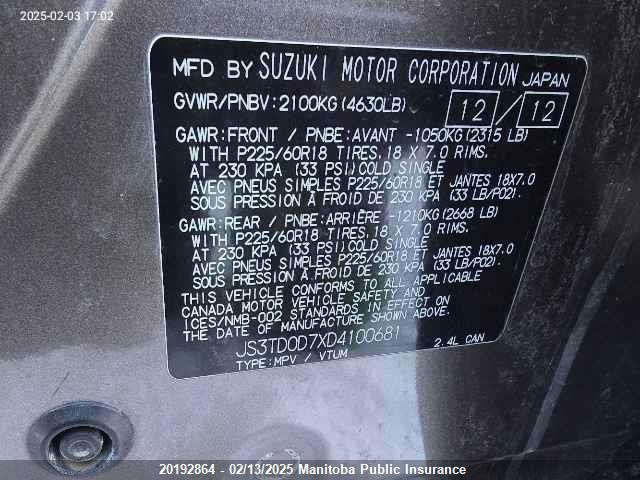 2025-02-03 17:02
MFD BY SUZUKI MOTOR CORPORATION JAPAN
GVWR/PNBV:2100KG(4630LB) 12/12
GAWR:FRONT / PNBE:AVANT -1050KG(2315 LB)
WITH P225/60R18 TIRES,18 X 7.0 RIMS.
AT 230 KPA (33 PSI)COLD SINGLE
AVEC PNEUS SIMPLES P225/60R18 ET JANTES 18X7.0
SOUS PRESSION À FROID DE 230 KPA (33 LB/PO2).
GAWR:REAR / PNBE:ARRIÈRE -1210KG(2668 LB)
WITH P225/60R18 TIRES,18 X 7.0 RIMS.
AT 230 KPA (33 PSI)COLD SINGLE
AVEC PNEUS SIMPLES P225/60R18 ET JANTES 18X7.0
SOUS PRESSION À FROID DE 230 KPA (33 LB/PO2).
THIS VEHICLE CONFORMS TO ALL APPLICABLE
CANADA MOTOR VEHICLE SAFETY AND
ICES/NMB-002 STANDARDS IN EFFECT ON
THE DATE OF MANUFACTURE SHOWN ABOVE.
JS3TD0D7XD4100681 2.4L CAN
TYPE:MPV / VTUM
20192864 - 02/13/2025 Manitoba Public Insurance